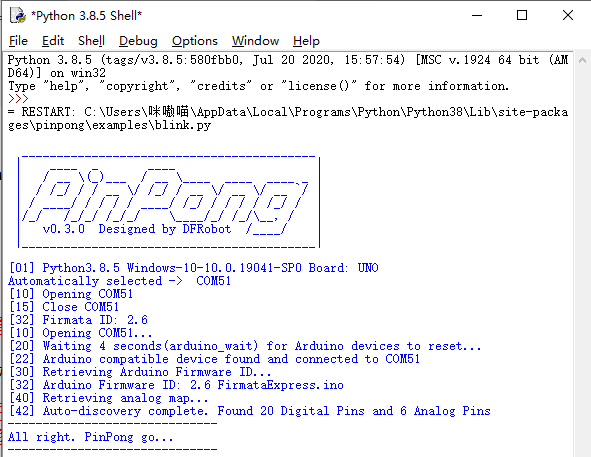 *Python 3.8.5 Shell*
File Edit Shell Debug Options Window Help
Python 3.8.5 (tags/v3.8.5:580fbb0, Jul 20 2020, 15:57:54) [MSC v.1924 64 bit (AM
D64)] on win32
Type "help", "copyright", "credits" or "license()" for more information.
>>>
= RESTART: C:\Users\咪嗷喵\AppData\Local\Programs\Python\Python38\Lib\site-packa
ges\pinpong\examples\blink.py
PinPong
v0.3.0 Designed by DFRobot
[01] Python3.8.5 Windows-10-10.0.19041-SP0 Board: UNO
Automatically selected -> COM51
[10] Opening COM51
[15] Close COM51
[32] Firmata ID: 2.6
[10] Opening COM51...
[20] Waiting 4 seconds(arduino_wait) for Arduino devices to reset...
[22] Arduino compatible device found and connected to COM51
[30] Retrieving Arduino Firmware ID...
[32] Arduino Firmware ID: 2.6 FirmataExpress.ino
[40] Retrieving analog map...
[42] Auto-discovery complete. Found 20 Digital Pins and 6 Analog Pins
------------------------------
All right. PinPong go...
------------------------------